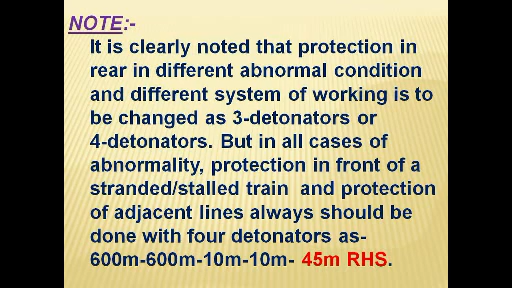 NOTE:-
It is clearly noted that protection in
rear in different abnormal condition
and different system of working is to
be changed as 3-detonators or
4-detonators. But in all cases of
abnormality, protection in front of a
stranded/stalled train and protection
of adjacent lines always should be
done with four detonators as-
600m-600m-10m-10m- 45m RHS.